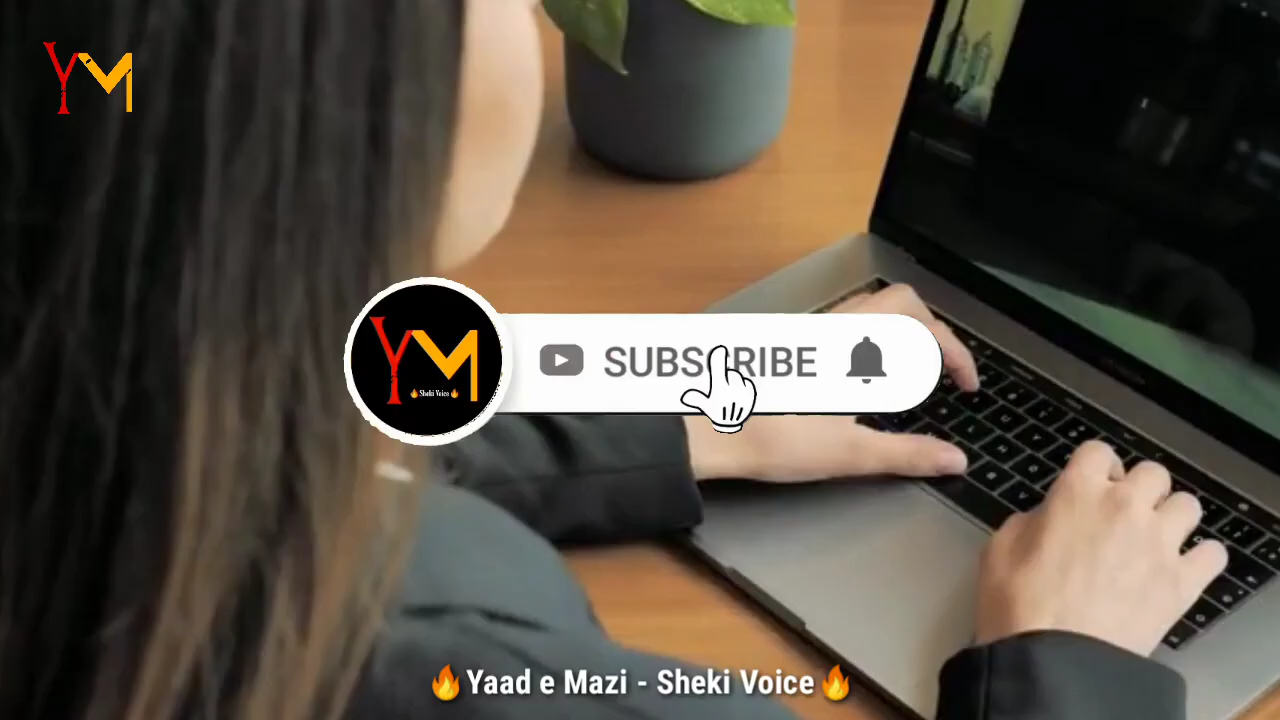 YM
YM
🔥Sheki Voice🔥
SUBSCRIBE
🔥Yaad e Mazi - Sheki Voice🔥